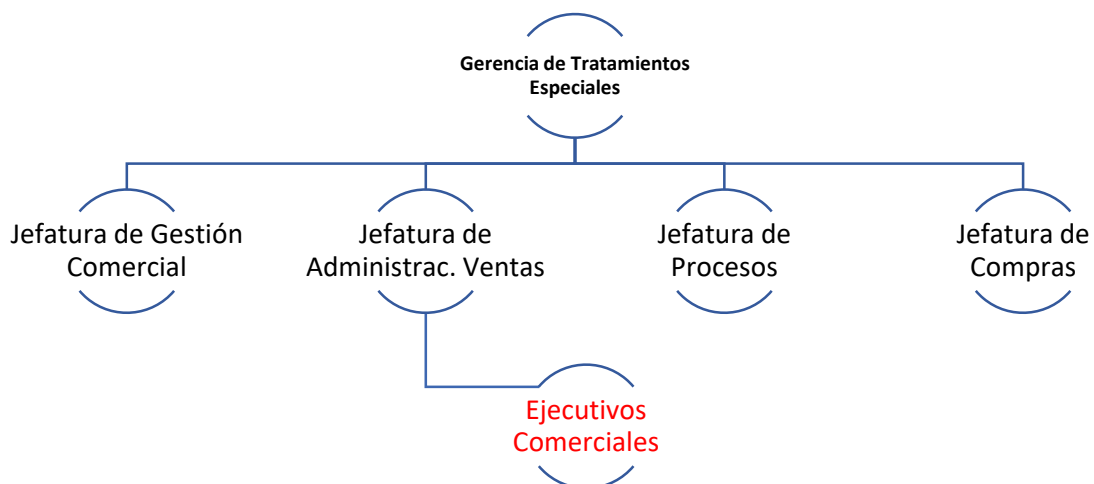 Gerencia de Tratamientos
Especiales
Jefatura de Gestión
Comercial
Jefatura de
Administrac. Ventas
Jefatura de
Procesos
Jefatura de
Compras
Ejecutivos
Comerciales